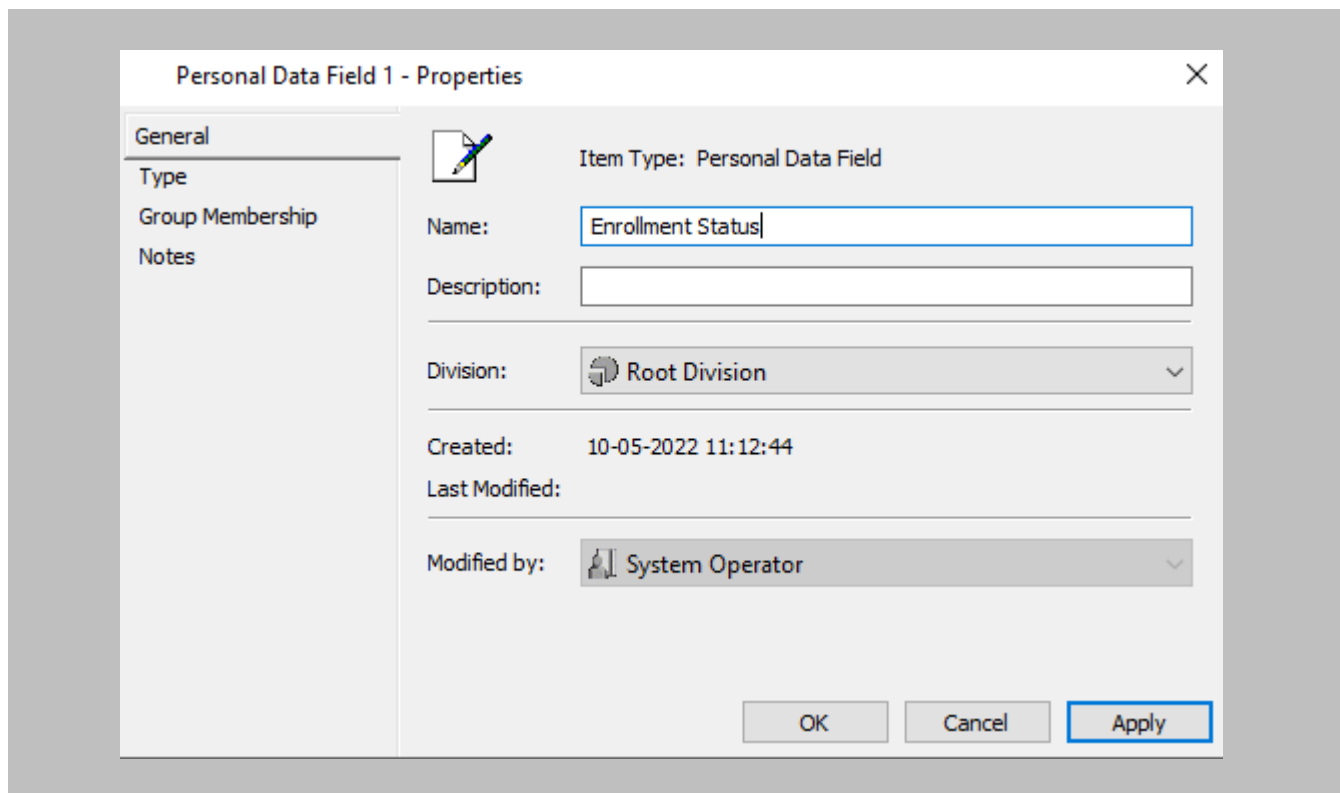 Personal Data Field 1 - Properties
General
Type
Group Membership
Notes
Item Type: Personal Data Field
Name: Enrollment Status
Description:
Division: Root Division
Created: 10-05-2022 11:12:44
Last Modified:
Modified by: System Operator
OK Cancel Apply